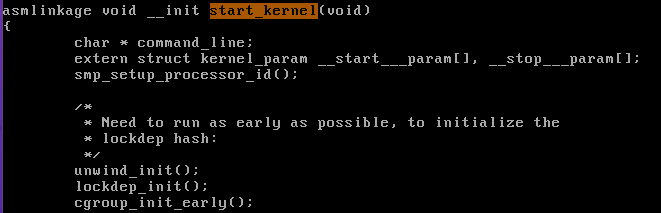 asmlinkage void __init start_kernel(void)
{
        char * command_line;
        extern struct kernel_param __start___param[], __stop___param[];
        smp_setup_processor_id();

        /*
         * Need to run as early as possible, to initialize the
         * lockdep hash:
         */
        unwind_init();
        lockdep_init();
        cgroup_init_early();